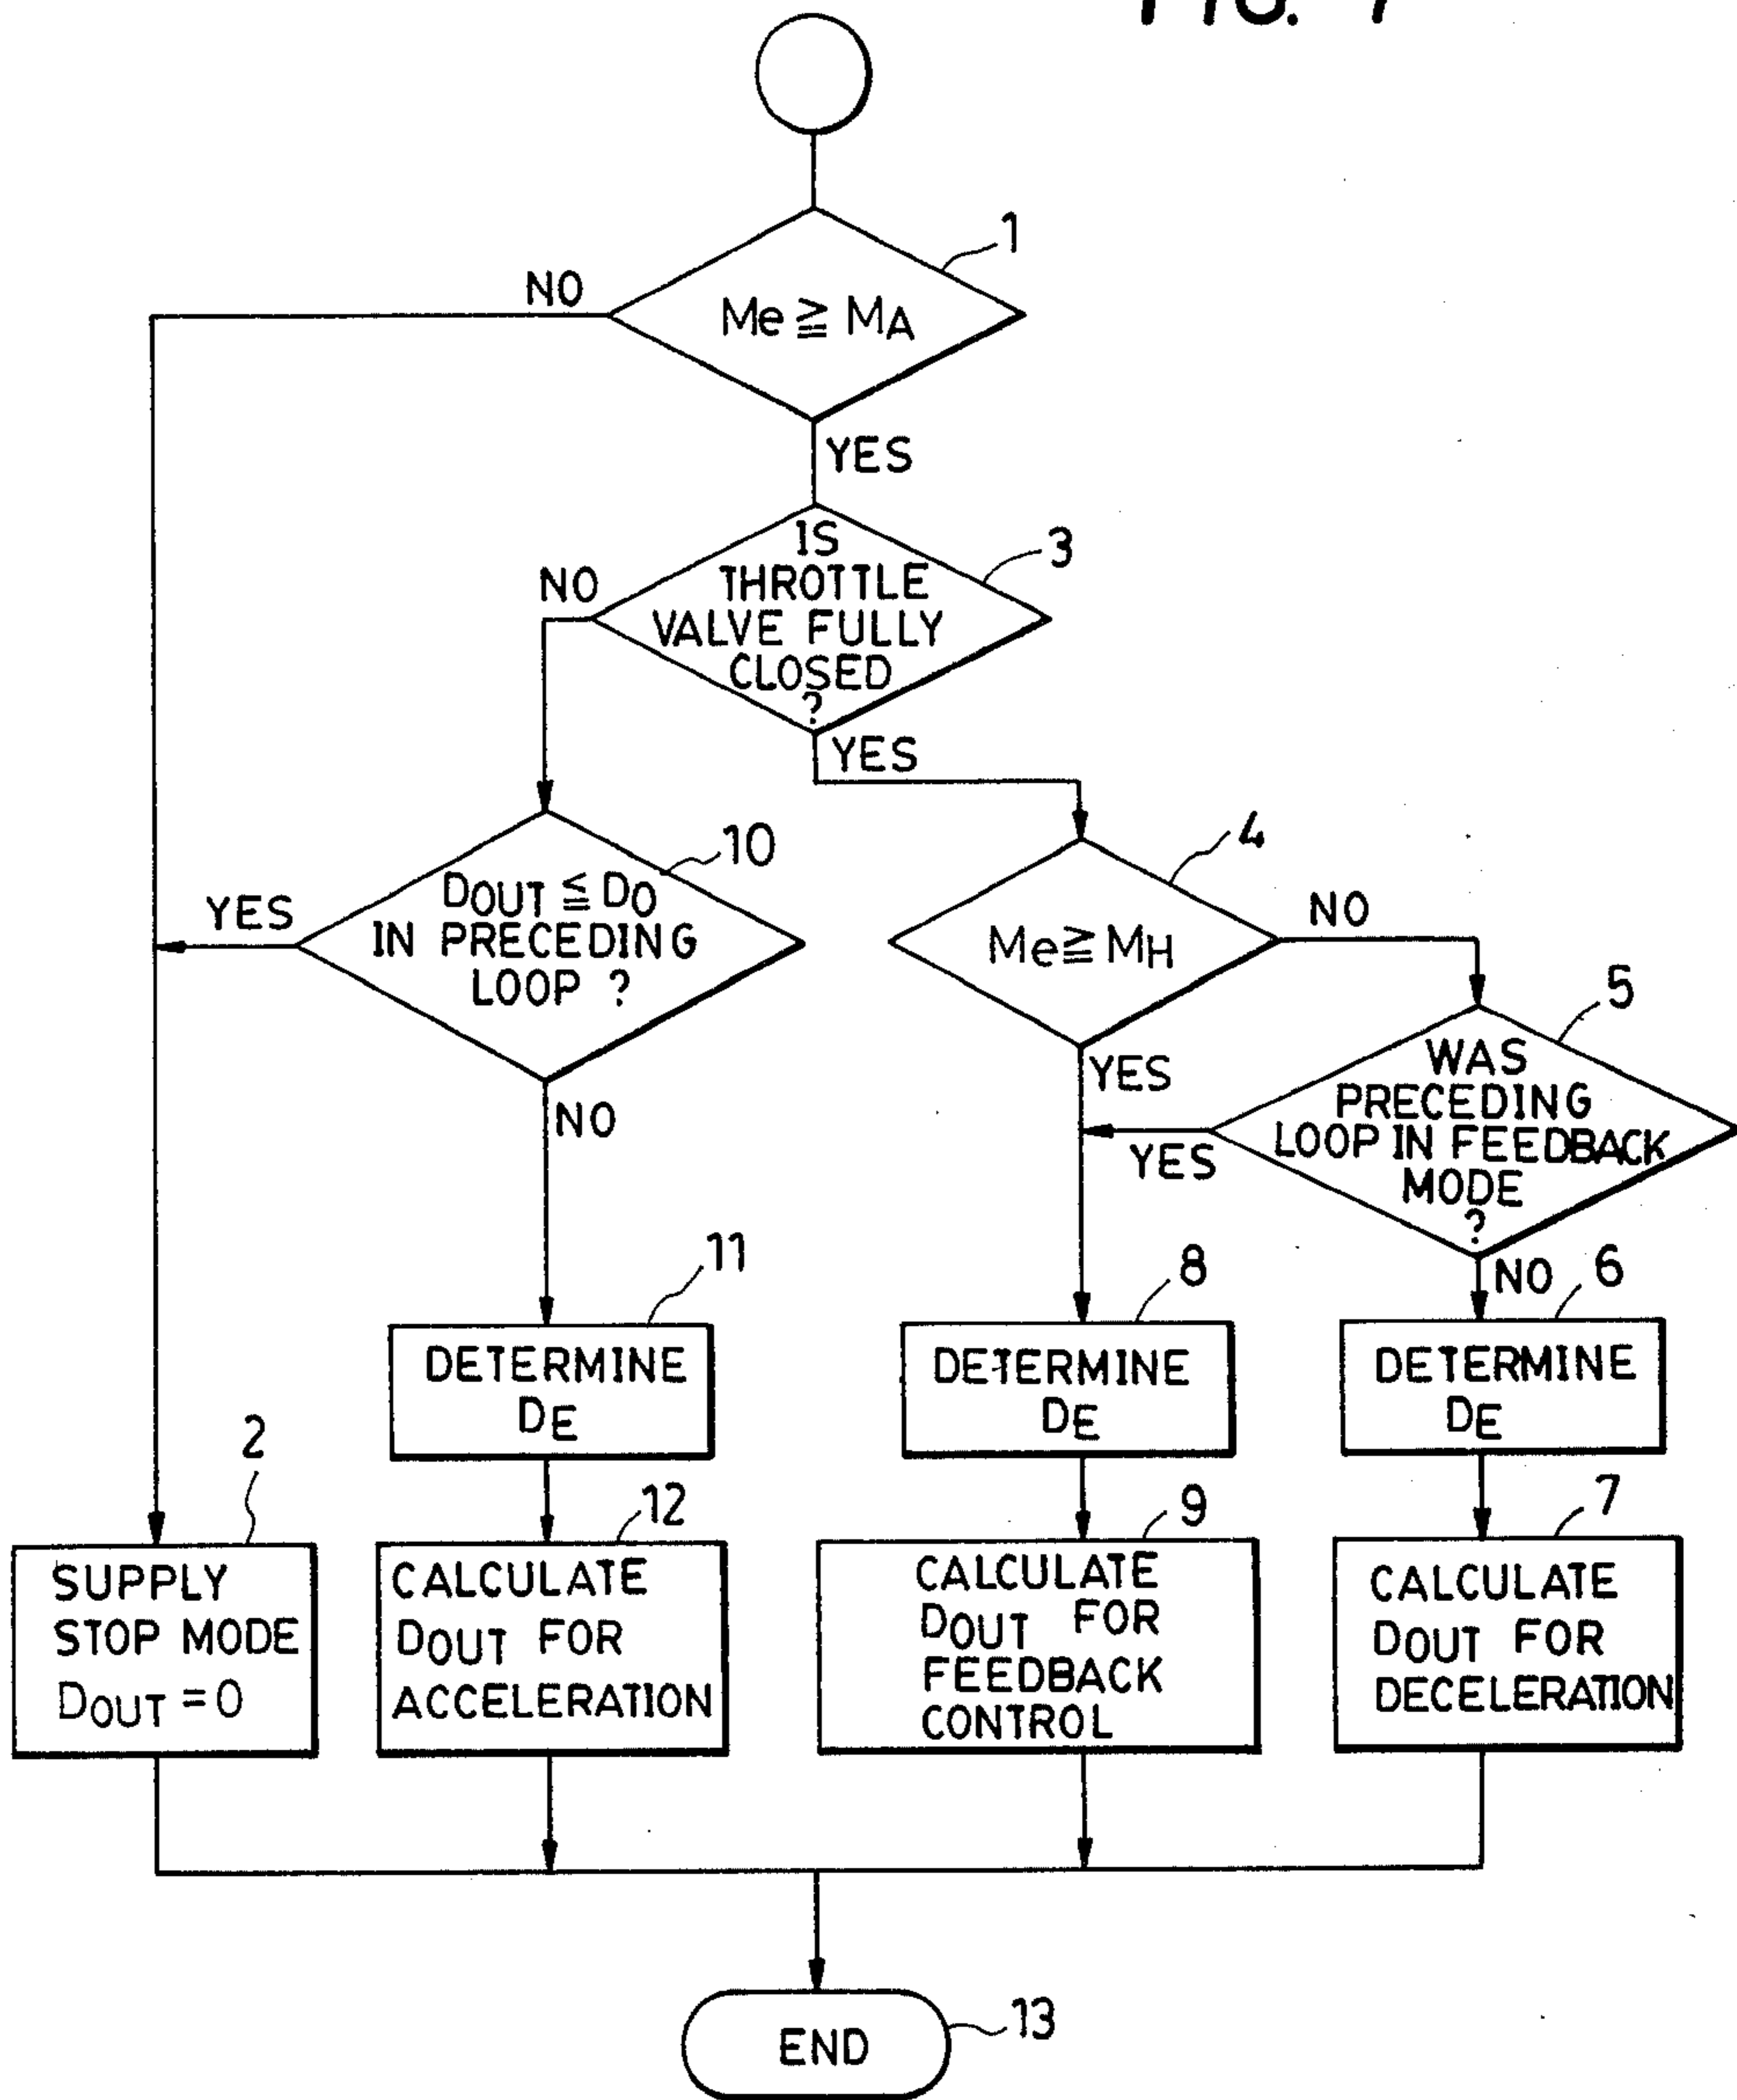 1
NO
Me ≧ MA
YES
IS
THROTTLE
VALVE FULLY
CLOSED
?
3
NO
YES
10
DOUT ≦ DO
IN PRECEDING
LOOP ?
YES
NO
4
Me ≧ MH
NO
YES
5
WAS
PRECEDING
LOOP IN FEEDBACK
MODE
?
YES
NO
11
DETERMINE
DE
8
DETERMINE
DE
6
DETERMINE
DE
2
SUPPLY
STOP MODE
DOUT = 0
12
CALCULATE
DOUT FOR
ACCELERATION
9
CALCULATE
DOUT FOR
FEEDBACK
CONTROL
7
CALCULATE
DOUT FOR
DECELERATION
END
13